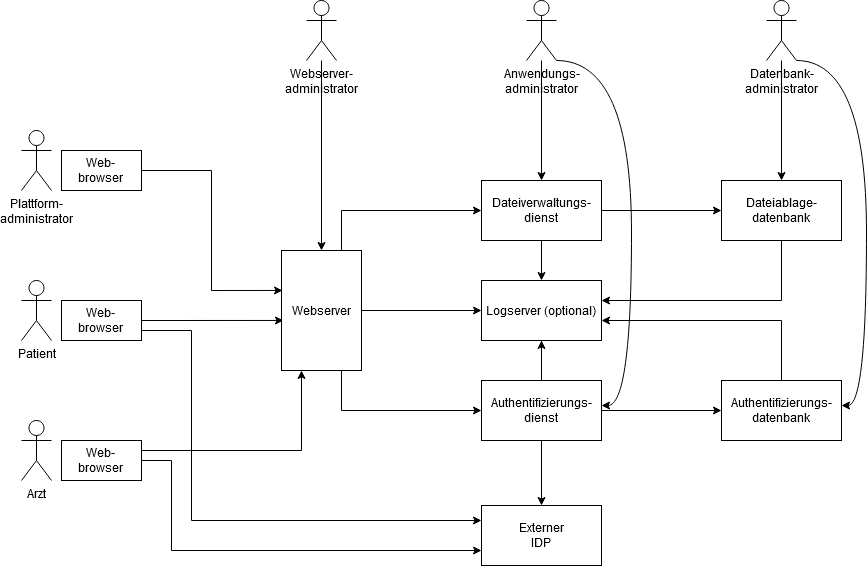 Webserver-
administrator
Anwendungs-
administrator
Datenbank-
administrator
Web-
browser
Plattform-
administrator
Dateiverwaltungs-
dienst
Dateiablage-
datenbank
Web-
browser
Patient
Webserver
Logserver (optional)
Authentifizierungs-
dienst
Authentifizierungs-
datenbank
Web-
browser
Arzt
Externer
IDP